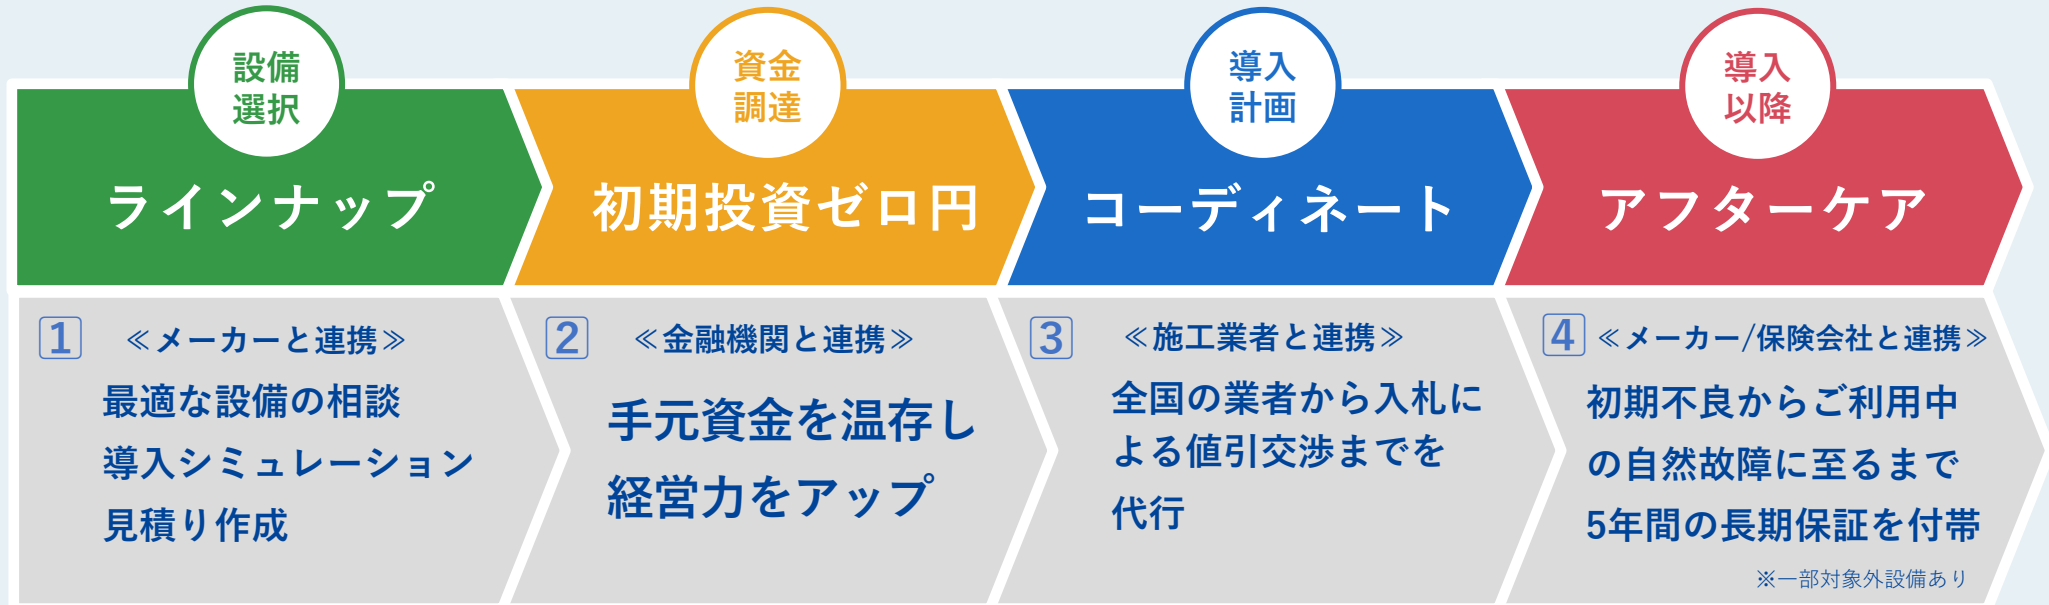 設備
選択
ラインナップ
1
≪メーカーと連携≫
最適な設備の相談
導入シミュレーション
見積り作成
資金
調達
初期投資ゼロ円
2
≪金融機関と連携≫
手元資金を温存し
経営力をアップ
導入
計画
コーディネート
3
≪施工業者と連携≫
全国の業者から入札に
よる値引交渉までを
代行
導入
以降
アフターケア
4
≪メーカー/保険会社と連携≫
初期不良からご利用中
の自然故障に至るまで
5年間の長期保証を付帯
※一部対象外設備あり